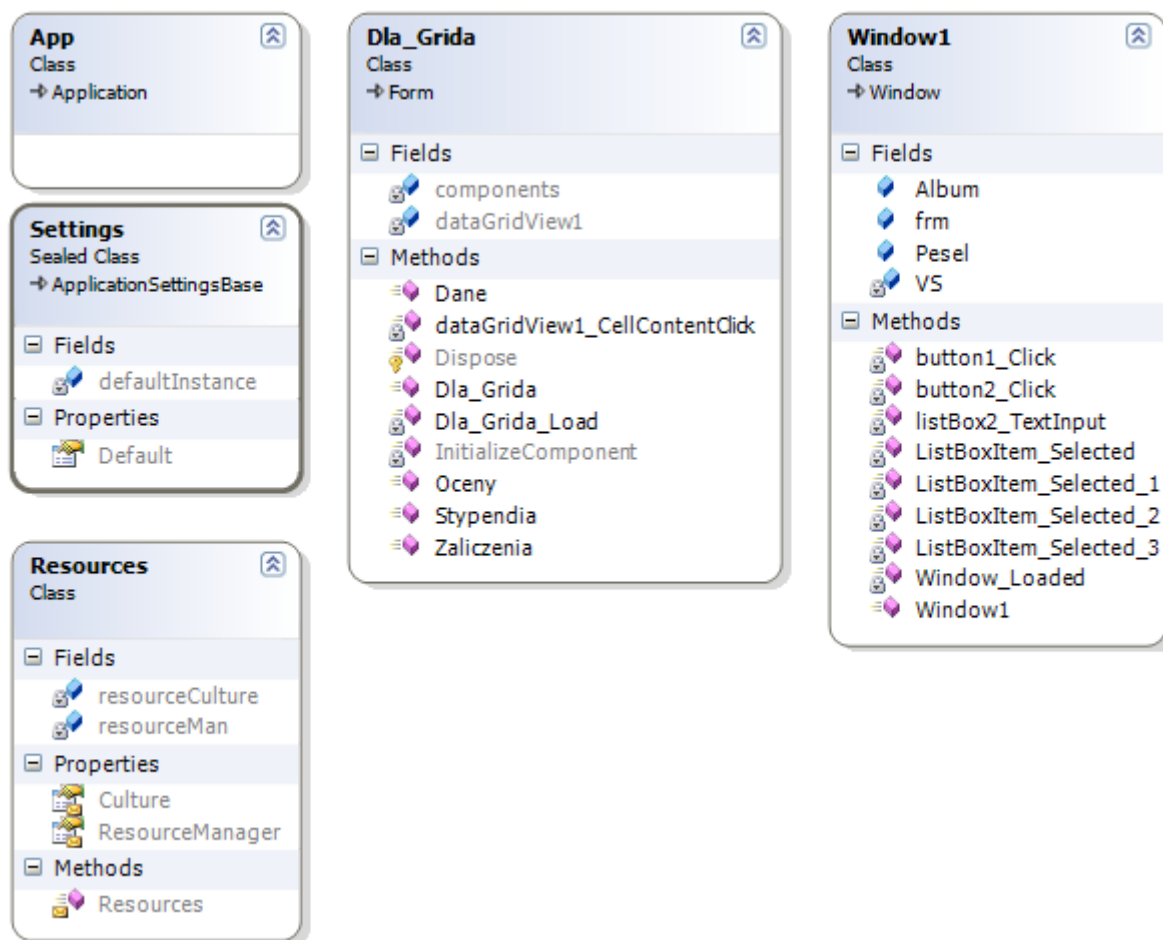 App
Class
Application
Settings
Sealed Class
ApplicationSettingsBase
Fields
defaultInstance
Properties
Default
Resources
Class
Fields
resourceCulture
resourceMan
Properties
Culture
ResourceManager
Methods
Resources
Dla_Grida
Class
Form
Fields
components
dataGridView1
Methods
Dane
dataGridView1_CellContentClick
Dispose
Dla_Grida
Dla_Grida_Load
InitializeComponent
Oceny
Stypendia
Zaliczenia
Window1
Class
Window
Fields
Album
frm
Pesel
VS
Methods
button1_Click
button2_Click
listBox2_TextInput
ListBoxItem_Selected
ListBoxItem_Selected_1
ListBoxItem_Selected_2
ListBoxItem_Selected_3
Window_Loaded
Window1